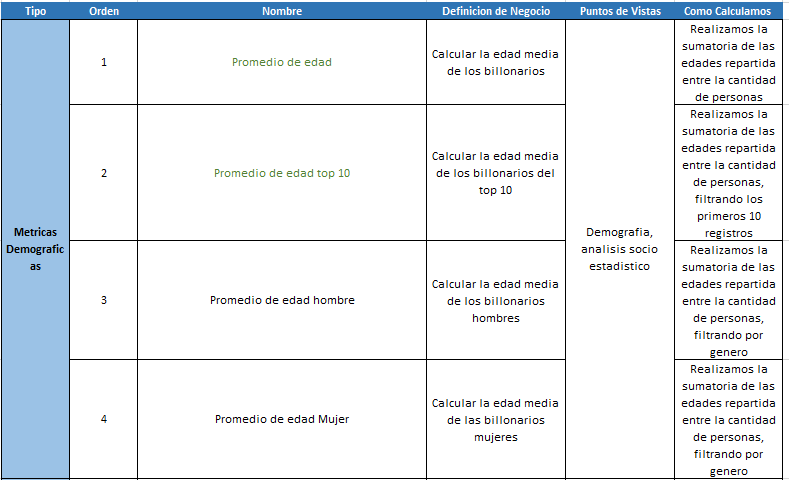 Tipo Orden Nombre Definicion de Negocio Puntos de Vistas Como Calculamos
Metricas
Demografic
as
1
Promedio de edad
Calcular la edad media
de los billonarios
Demografia,
analisis socio
estadistico
Realizamos la
sumatoria de las
edades repartida
entre la cantidad
de personas
2
Promedio de edad top 10
Calcular la edad media
de los billonarios del
top 10
Realizamos la
sumatoria de las
edades repartida
entre la cantidad
de personas,
filtrando los
primeros 10
registros
3
Promedio de edad hombre
Calcular la edad media
de los billonarios
hombres
Realizamos la
sumatoria de las
edades repartida
entre la cantidad
de personas,
filtrando por
genero
4
Promedio de edad Mujer
Calcular la edad media
de las billonarios
mujeres
Realizamos la
sumatoria de las
edades repartida
entre la cantidad
de personas,
filtrando por
genero